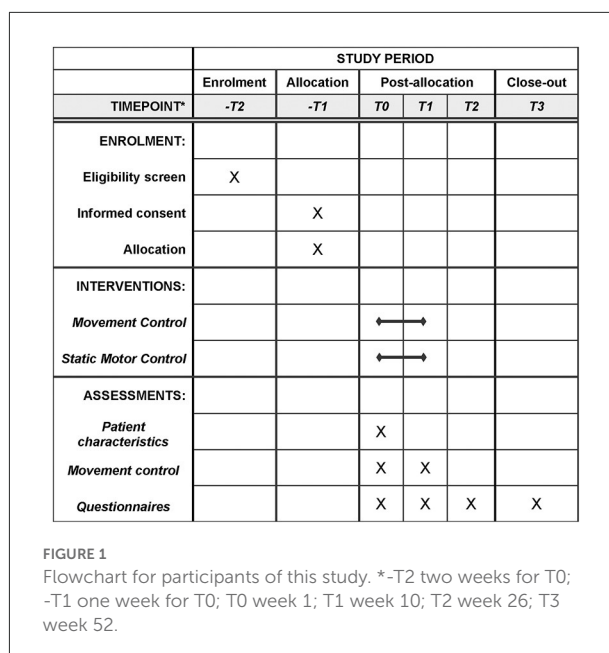 STUDY PERIOD
Enrolment Allocation Post-allocation Close-out
TIMEPOINT* -T2 -T1 T0 T1 T2 T3
ENROLMENT:
Eligibility screen X
Informed consent X
Allocation X
INTERVENTIONS:
Movement Control
Static Motor Control
ASSESSMENTS:
Patient
characteristics X
Movement control X X
Questionnaires X X X X
FIGURE 1
Flowchart for participants of this study. *-T2 two weeks for T0;
-T1 one week for T0; T0 week 1; T1 week 10; T2 week 26; T3
week 52.